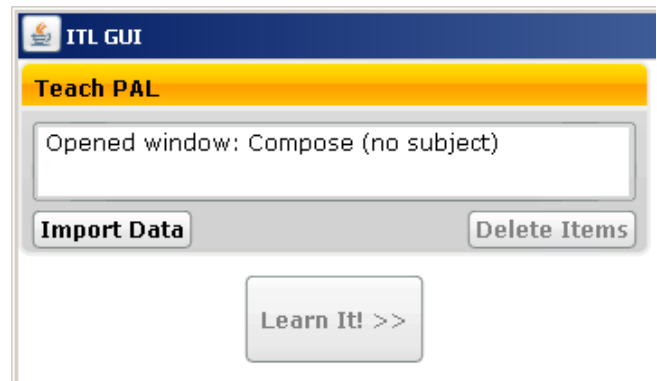 ITL GUI
Teach PAL
Opened window: Compose (no subject)
Import Data
Delete Items
Learn It! >>